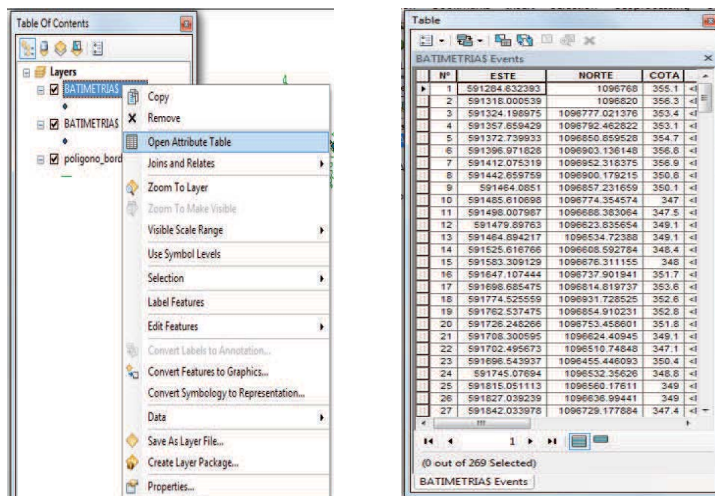 Table Of Contents
Layers
BATIMETRIAS
BATIMETRIAS
poligono_bord
Copy
Remove
Open Attribute Table
Joins and Relates
Zoom To Layer
Zoom To Make Visible
Visible Scale Range
Use Symbol Levels
Selection
Label Features
Edit Features
Convert Labels to Annotation...
Convert Features to Graphics...
Convert Symbology to Representation...
Data
Save As Layer File...
Create Layer Package...
Properties...
Table
BATIMETRIAS Events
N° ESTE NORTE COTA
1 591284.632393 1096768 355.1
2 591318.000539 1096820 356.3
3 591324.198975 1096777.021376 353.4
4 591357.659429 1096792.462822 353.1
5 591372.739933 1096850.859528 354.7
6 591396.971828 1096903.136148 356.8
7 591412.075319 1096952.318375 356.9
8 591442.659759 1096900.179215 350.8
9 591464.0851 1096857.231659 350.1
10 591485.610698 1096774.354574 347
11 591498.007987 1096688.383064 347.5
12 591479.89763 1096623.835654 349.1
13 591464.894217 1096534.72388 349.1
14 591525.616766 1096608.592784 348.4
15 591583.309129 1096676.311155 348
16 591647.107444 1096737.901941 351.7
17 591698.685475 1096814.819737 353.6
18 591774.525559 1096931.728525 352.6
19 591762.537475 1096854.910231 352.8
20 591726.248266 1096753.458601 351.8
21 591708.300595 1096624.40945 349.1
22 591702.495673 1096510.74848 347.1
23 591696.543937 1096455.446093 350.4
24 591745.07694 1096532.35626 348.8
25 591815.051113 1096560.17611 349
26 591827.039239 1096636.99441 349
27 591842.033978 1096729.177884 347.4
1
(0 out of 269 Selected)
BATIMETRIAS Events